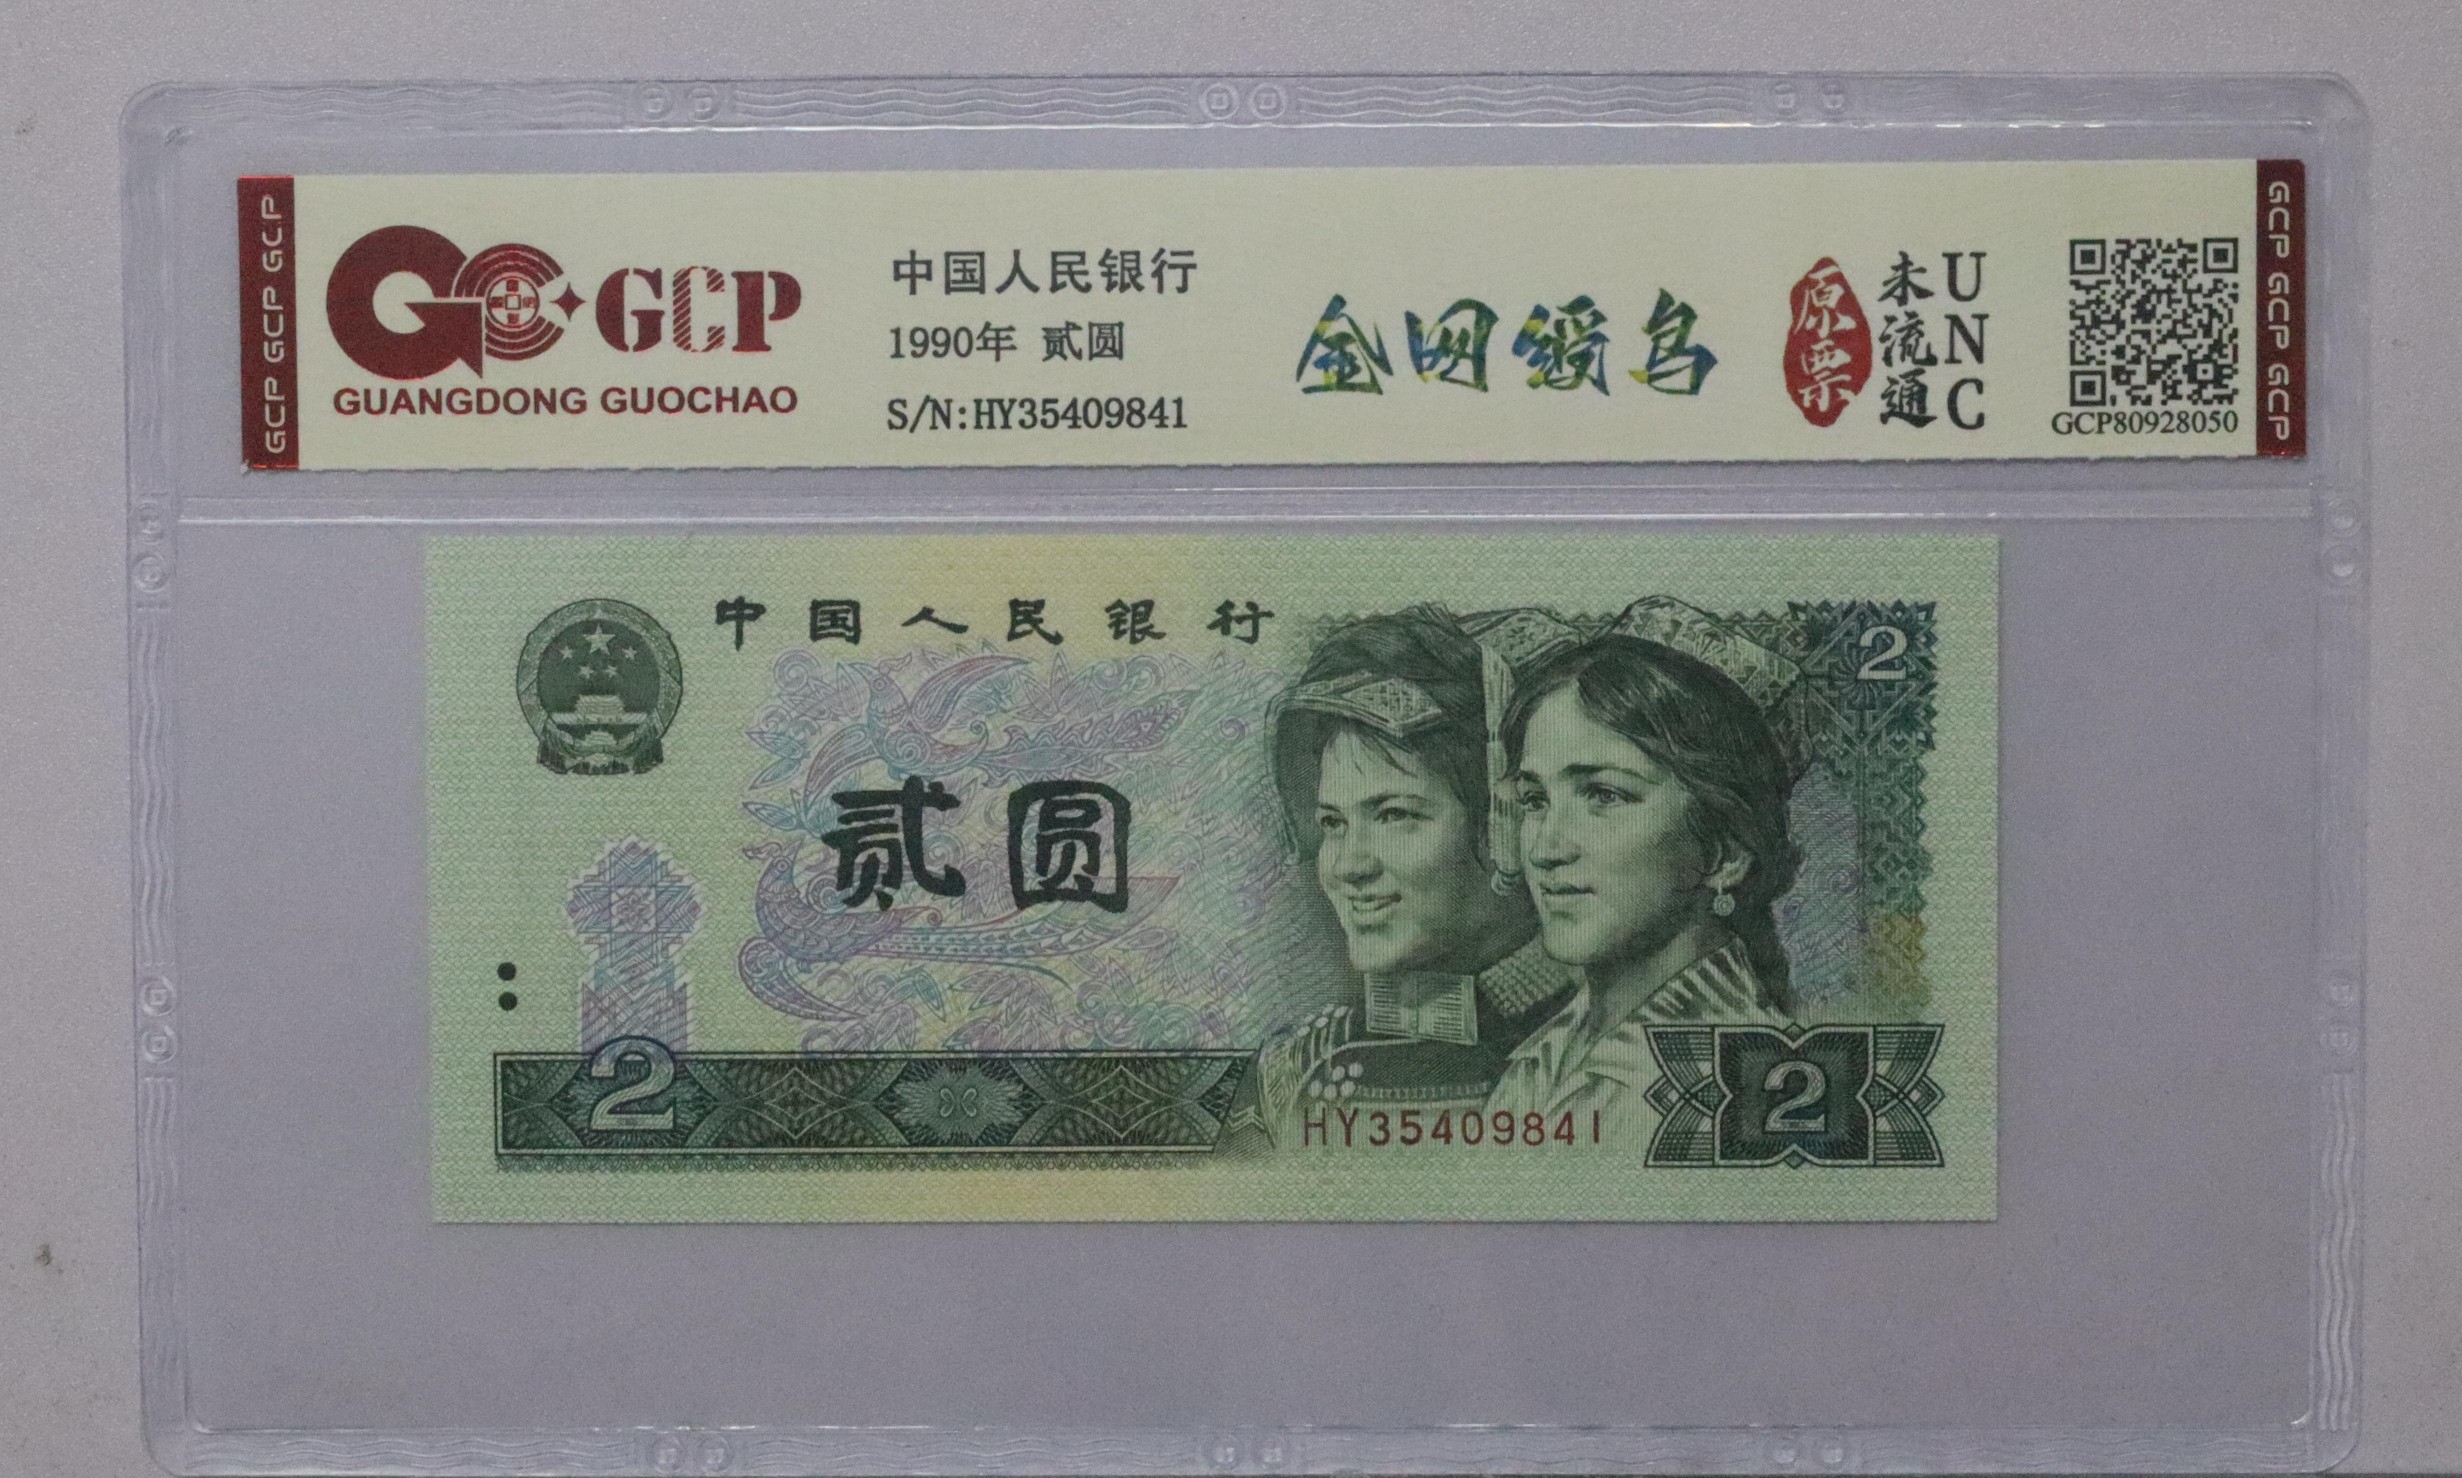 GCP GCP GCP
GCP
GUANGDONG GUOCHAO
中国人民银行
1990年 贰圆
S/N:HY35409841
金网绶鸟
原票
未流通
UNC
GCP80928050
GCP GCP GCP
中国人民银行
2
贰圆
2
2
HY35409841